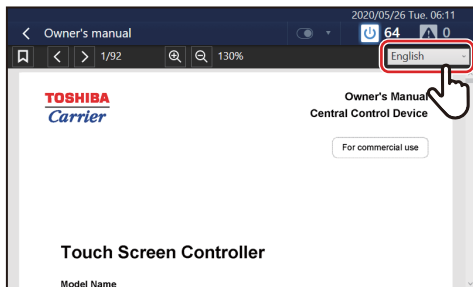 2020/05/26 Tue. 06:11
Owner's manual
64
0
1/92
130%
English
TOSHIBA
Carrier
Owner's Manual
Central Control Device
For commercial use
Touch Screen Controller
Model Name